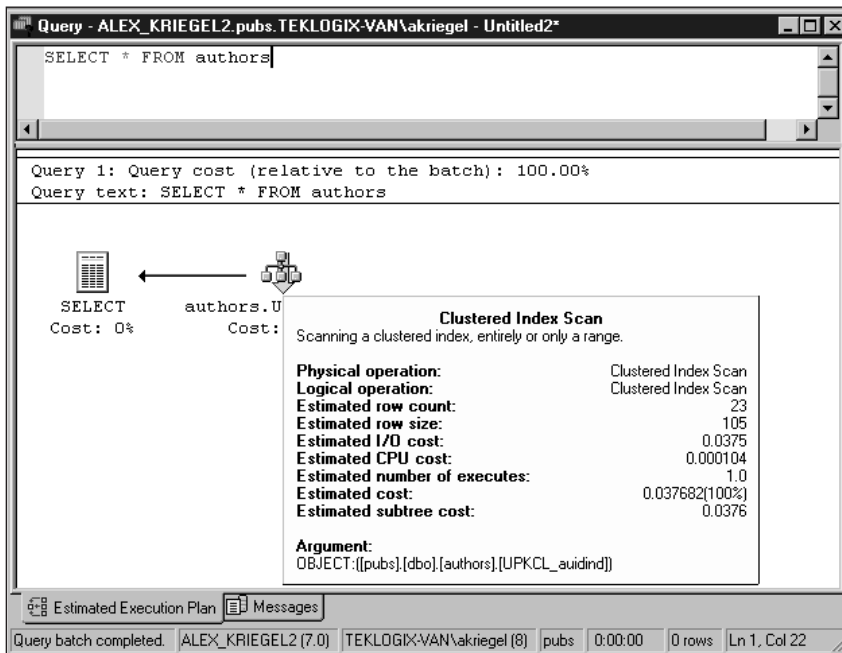 Query - ALEX_KRIEGEL2.pubs.TEKLOGIX-VAN\akriegel - Untitled2*
SELECT * FROM authors
Query 1: Query cost (relative to the batch): 100.00%
Query text: SELECT * FROM authors
SELECT authors.U
Cost: 0% Cost:
Clustered Index Scan
Scanning a clustered index, entirely or only a range.
Physical operation: Clustered Index Scan
Logical operation: Clustered Index Scan
Estimated row count: 23
Estimated row size: 105
Estimated I/O cost: 0.0375
Estimated CPU cost: 0.000104
Estimated number of executes: 1.0
Estimated cost: 0.037682(100%)
Estimated subtree cost: 0.0376
Argument:
OBJECT:([pubs].[dbo].[authors].[UPKCL_auidind])
Estimated Execution Plan Messages
Query batch completed. ALEX_KRIEGEL2 (7.0) TEKLOGIX-VAN\akriegel (8) pubs 0:00:00 0 rows Ln 1, Col 22